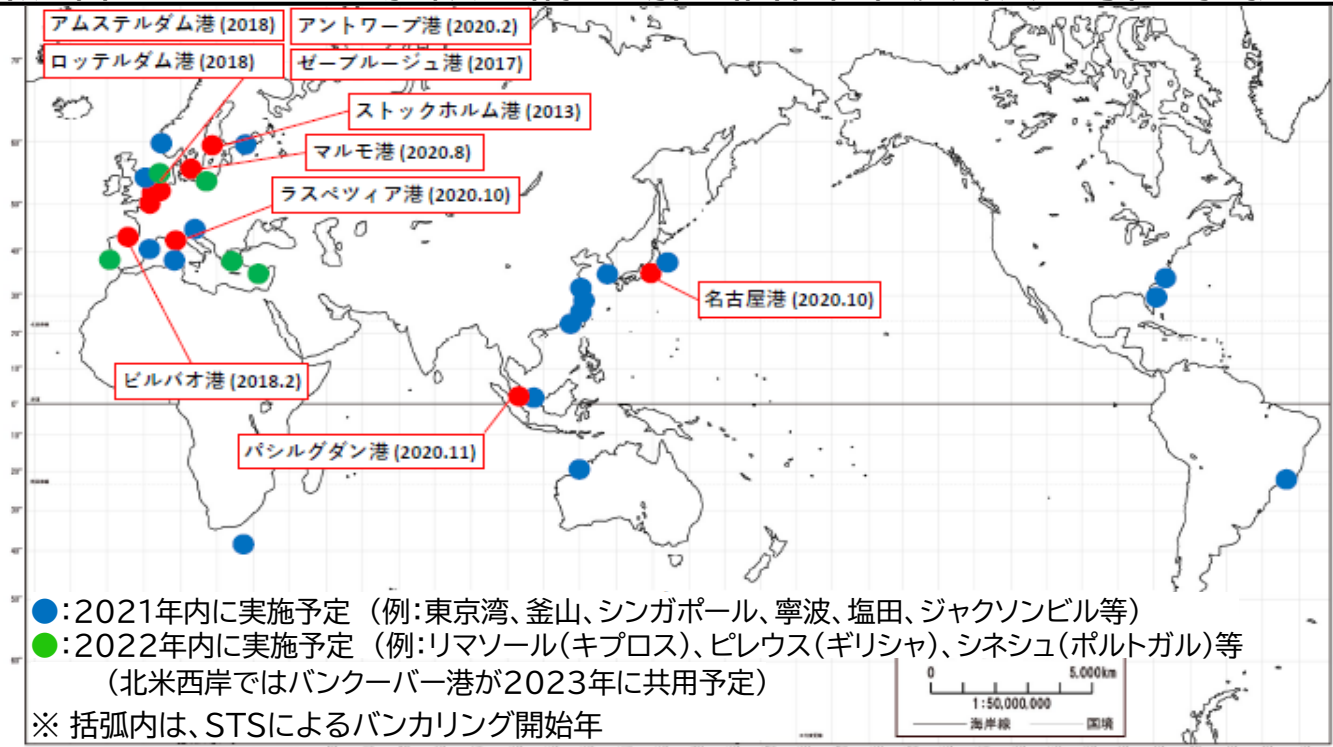 アムステルダム港 (2018)
アントワープ港 (2020.2)
ロッテルダム港 (2018)
ゼーブルージュ港 (2017)
ストックホルム港 (2013)
マルモ港 (2020.8)
ラスペツィア港 (2020.10)
名古屋港 (2020.10)
ビルバオ港 (2018.2)
パシルグダン港 (2020.11)
●:2021年内に実施予定 (例:東京湾、釜山、シンガポール、寧波、塩田、ジャクソンビル等)
●:2022年内に実施予定 (例:リマソール(キプロス)、ピレウス(ギリシャ)、シネシュ(ポルトガル)等
(北米西岸ではバンクーバー港が2023年に共用予定)
※ 括弧内は、STSによるバンカリング開始年
0 5,000km
1:50,000,000
海岸線 国境